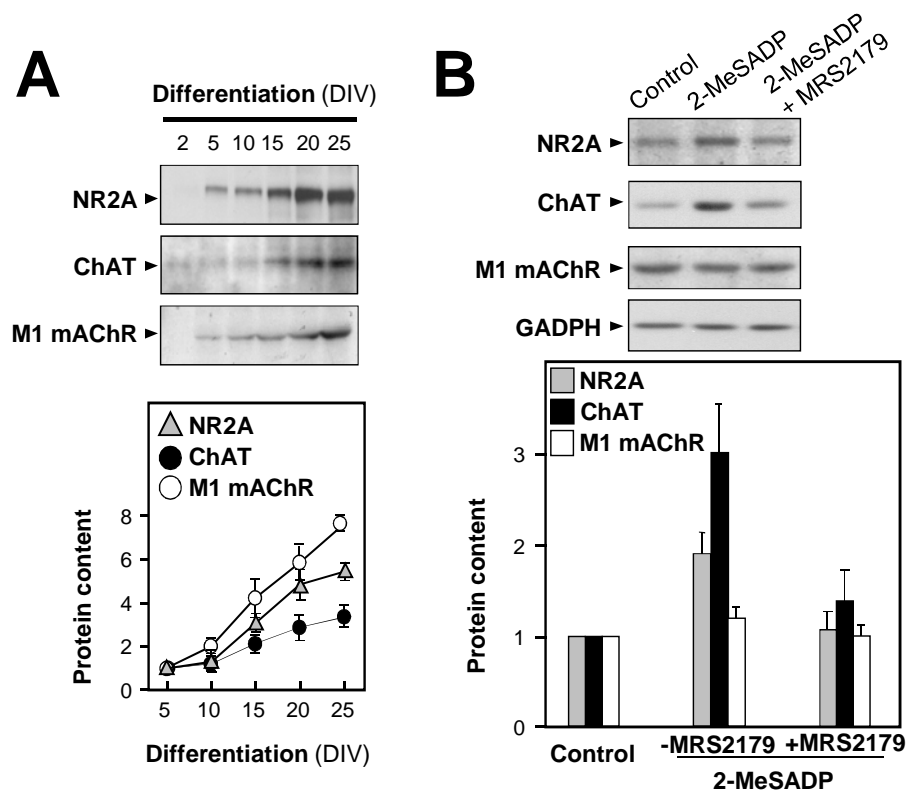 A
Differentiation (DIV)
2 5 10 15 20 25
NR2A
ChAT
M1 mAChR
NR2A
ChAT
M1 mAChR
Protein content
8
6
4
2
0
5 10 15 20 25
Differentiation (DIV)
B
Control
2-MeSADP
2-MeSADP
+ MRS2179
NR2A
ChAT
M1 mAChR
GADPH
NR2A
ChAT
M1 mAChR
Protein content
3
2
1
0
Control
-MRS2179 +MRS2179
2-MeSADP